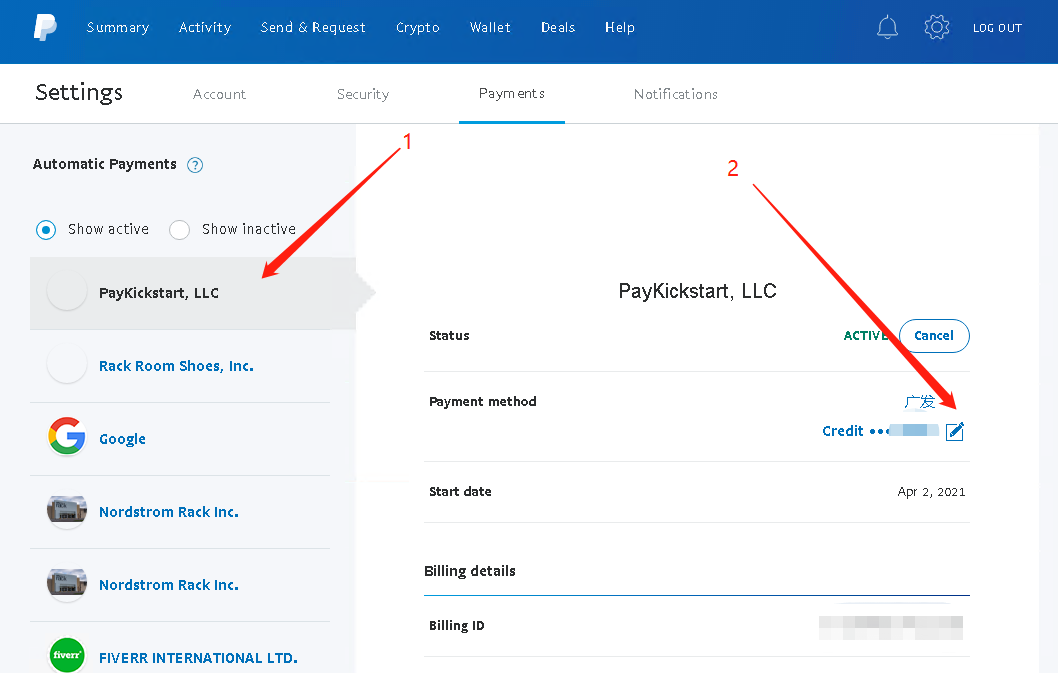 Summary Activity Send & Request Crypto Wallet Deals Help LOG OUT
Settings Account Security Payments Notifications
1
Automatic Payments ?
2
Show active Show inactive
PayKickstart, LLC
Rack Room Shoes, Inc.
Google
Nordstrom Rack Inc.
Nordstrom Rack Inc.
fiverr
FIVERR INTERNATIONAL LTD.
PayKickstart, LLC
Status ACTIVE Cancel
Payment method 广发
Credit •••
Start date Apr 2, 2021
Billing details
Billing ID